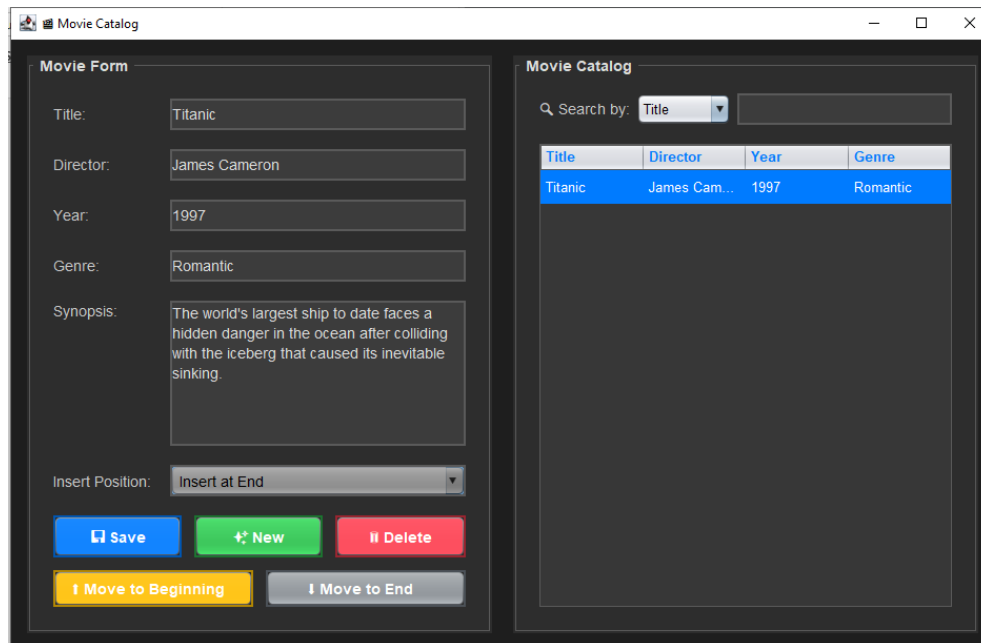 Movie Catalog
Movie Form
Title:
Titanic
Director:
James Cameron
Year:
1997
Genre:
Romantic
Synopsis:
The world's largest ship to date faces a
hidden danger in the ocean after colliding
with the iceberg that caused its inevitable
sinking.
Insert Position:
Insert at End
Save
New
Delete
Move to Beginning
Move to End
Movie Catalog
Search by:
Title
Title Director Year Genre
Titanic James Cam... 1997 Romantic